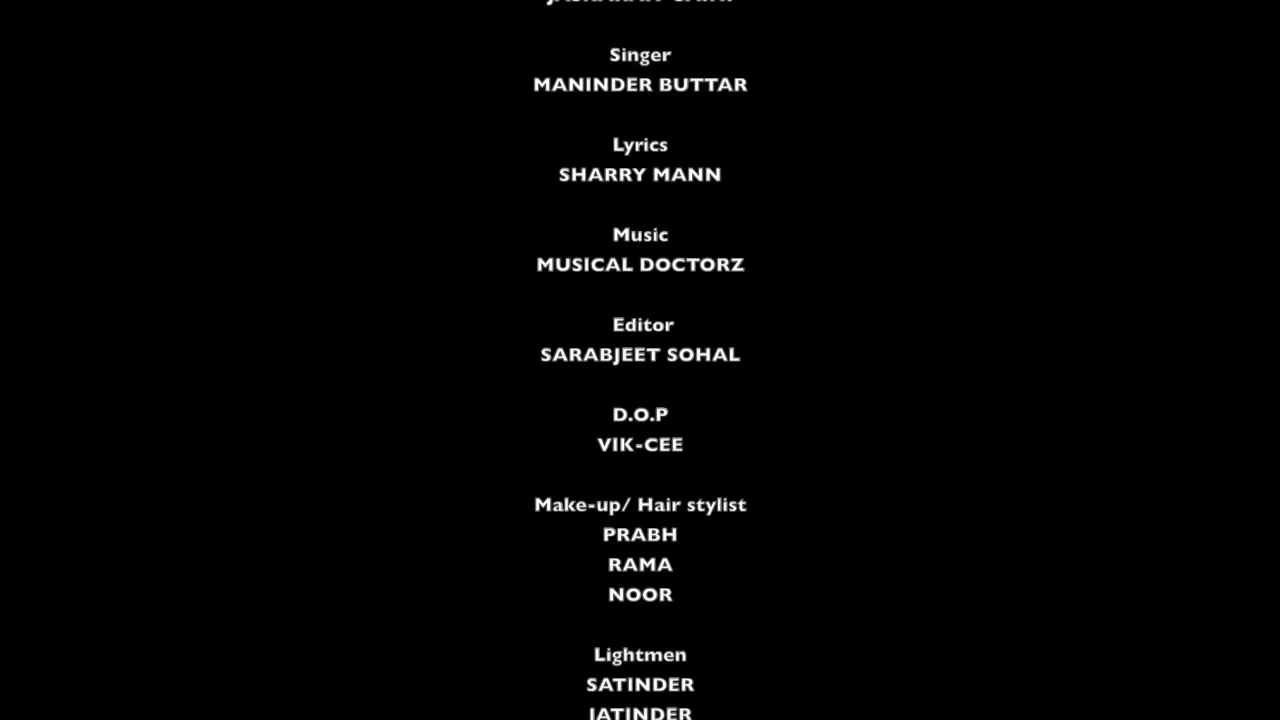 Singer
MANINDER BUTTAR
Lyrics
SHARRY MANN
Music
MUSICAL DOCTORZ
Editor
SARABJEET SOHAL
D.O.P
VIK-CEE
Make-up/ Hair stylist
PRABH
RAMA
NOOR
Lightmen
SATINDER
JATINDER